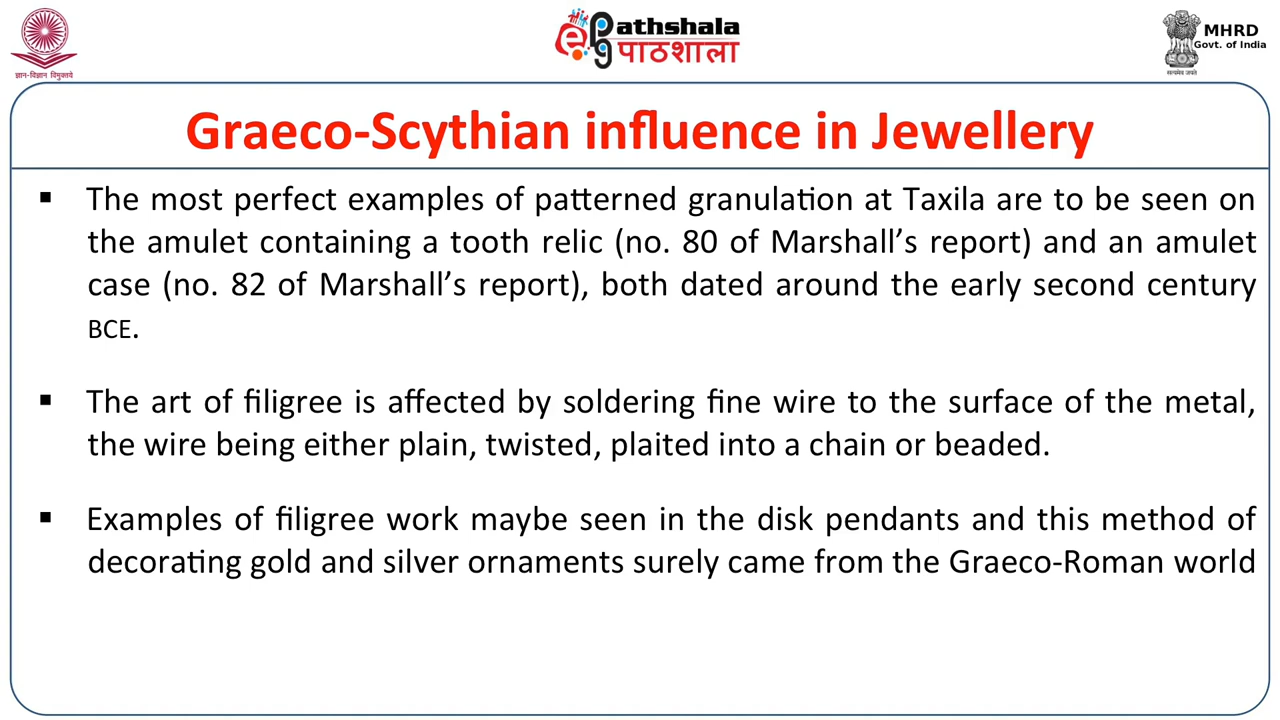 ज्ञान-विज्ञान विमुक्तये
ePathshala
पाठशाला
MHRD
Govt. of India
सत्यमेव जयते
Graeco-Scythian influence in Jewellery
▪ The most perfect examples of patterned granulation at Taxila are to be seen on
the amulet containing a tooth relic (no. 80 of Marshall’s report) and an amulet
case (no. 82 of Marshall’s report), both dated around the early second century
BCE.
▪ The art of filigree is affected by soldering fine wire to the surface of the metal,
the wire being either plain, twisted, plaited into a chain or beaded.
▪ Examples of filigree work maybe seen in the disk pendants and this method of
decorating gold and silver ornaments surely came from the Graeco-Roman world